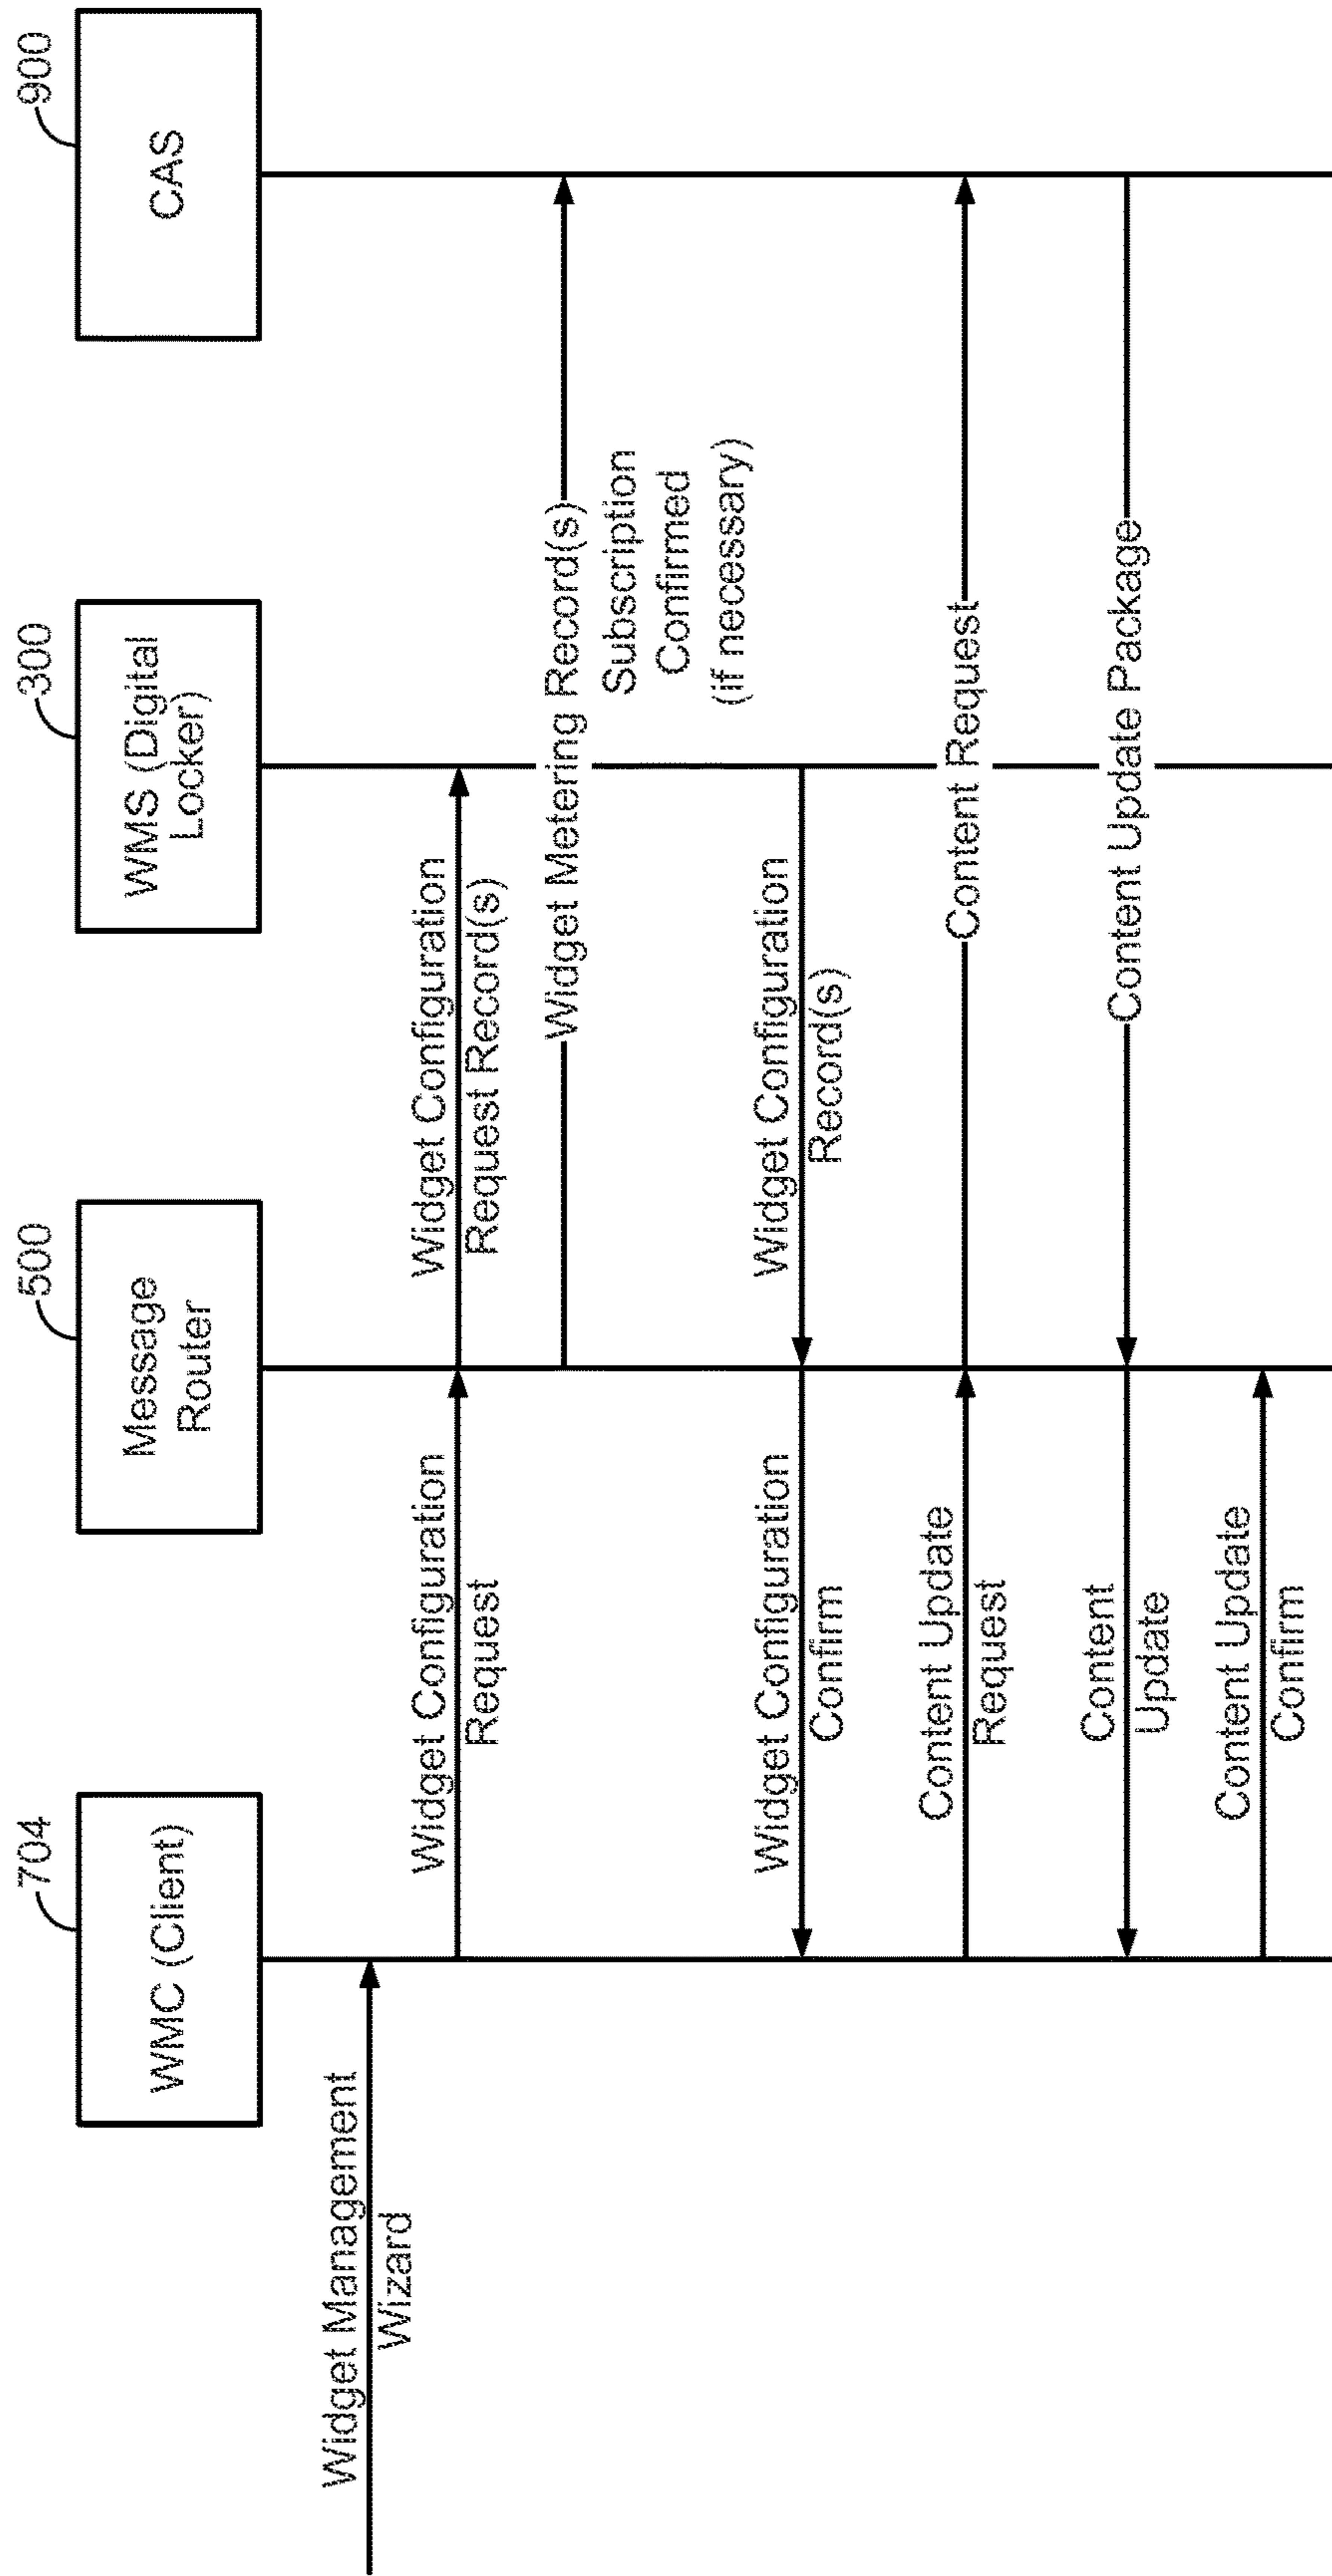 704
WMC (Client)
500
Message
Router
300
WMS (Digital
Locker)
900
CAS
Widget Management
Wizard
Widget Configuration
Request
Widget Configuration
Request Record(s)
Widget Metering Record(s)
Subscription
Confirmed
(if necessary)
Widget Configuration
Confirm
Widget Configuration
Record(s)
Content Update
Request
Content Request
Content
Update
Content Update Package
Content Update
Confirm